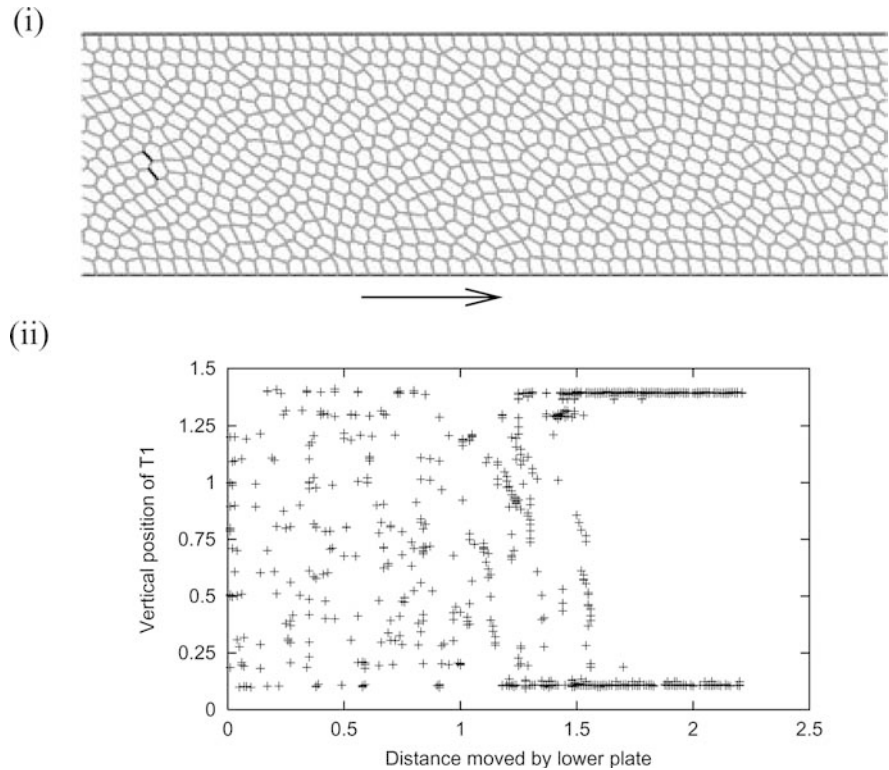 (i)
(ii)
1.5
1.25
1
0.75
0.5
0.25
0
Vertical position of T1
0 0.5 1 1.5 2 2.5
Distance moved by lower plate